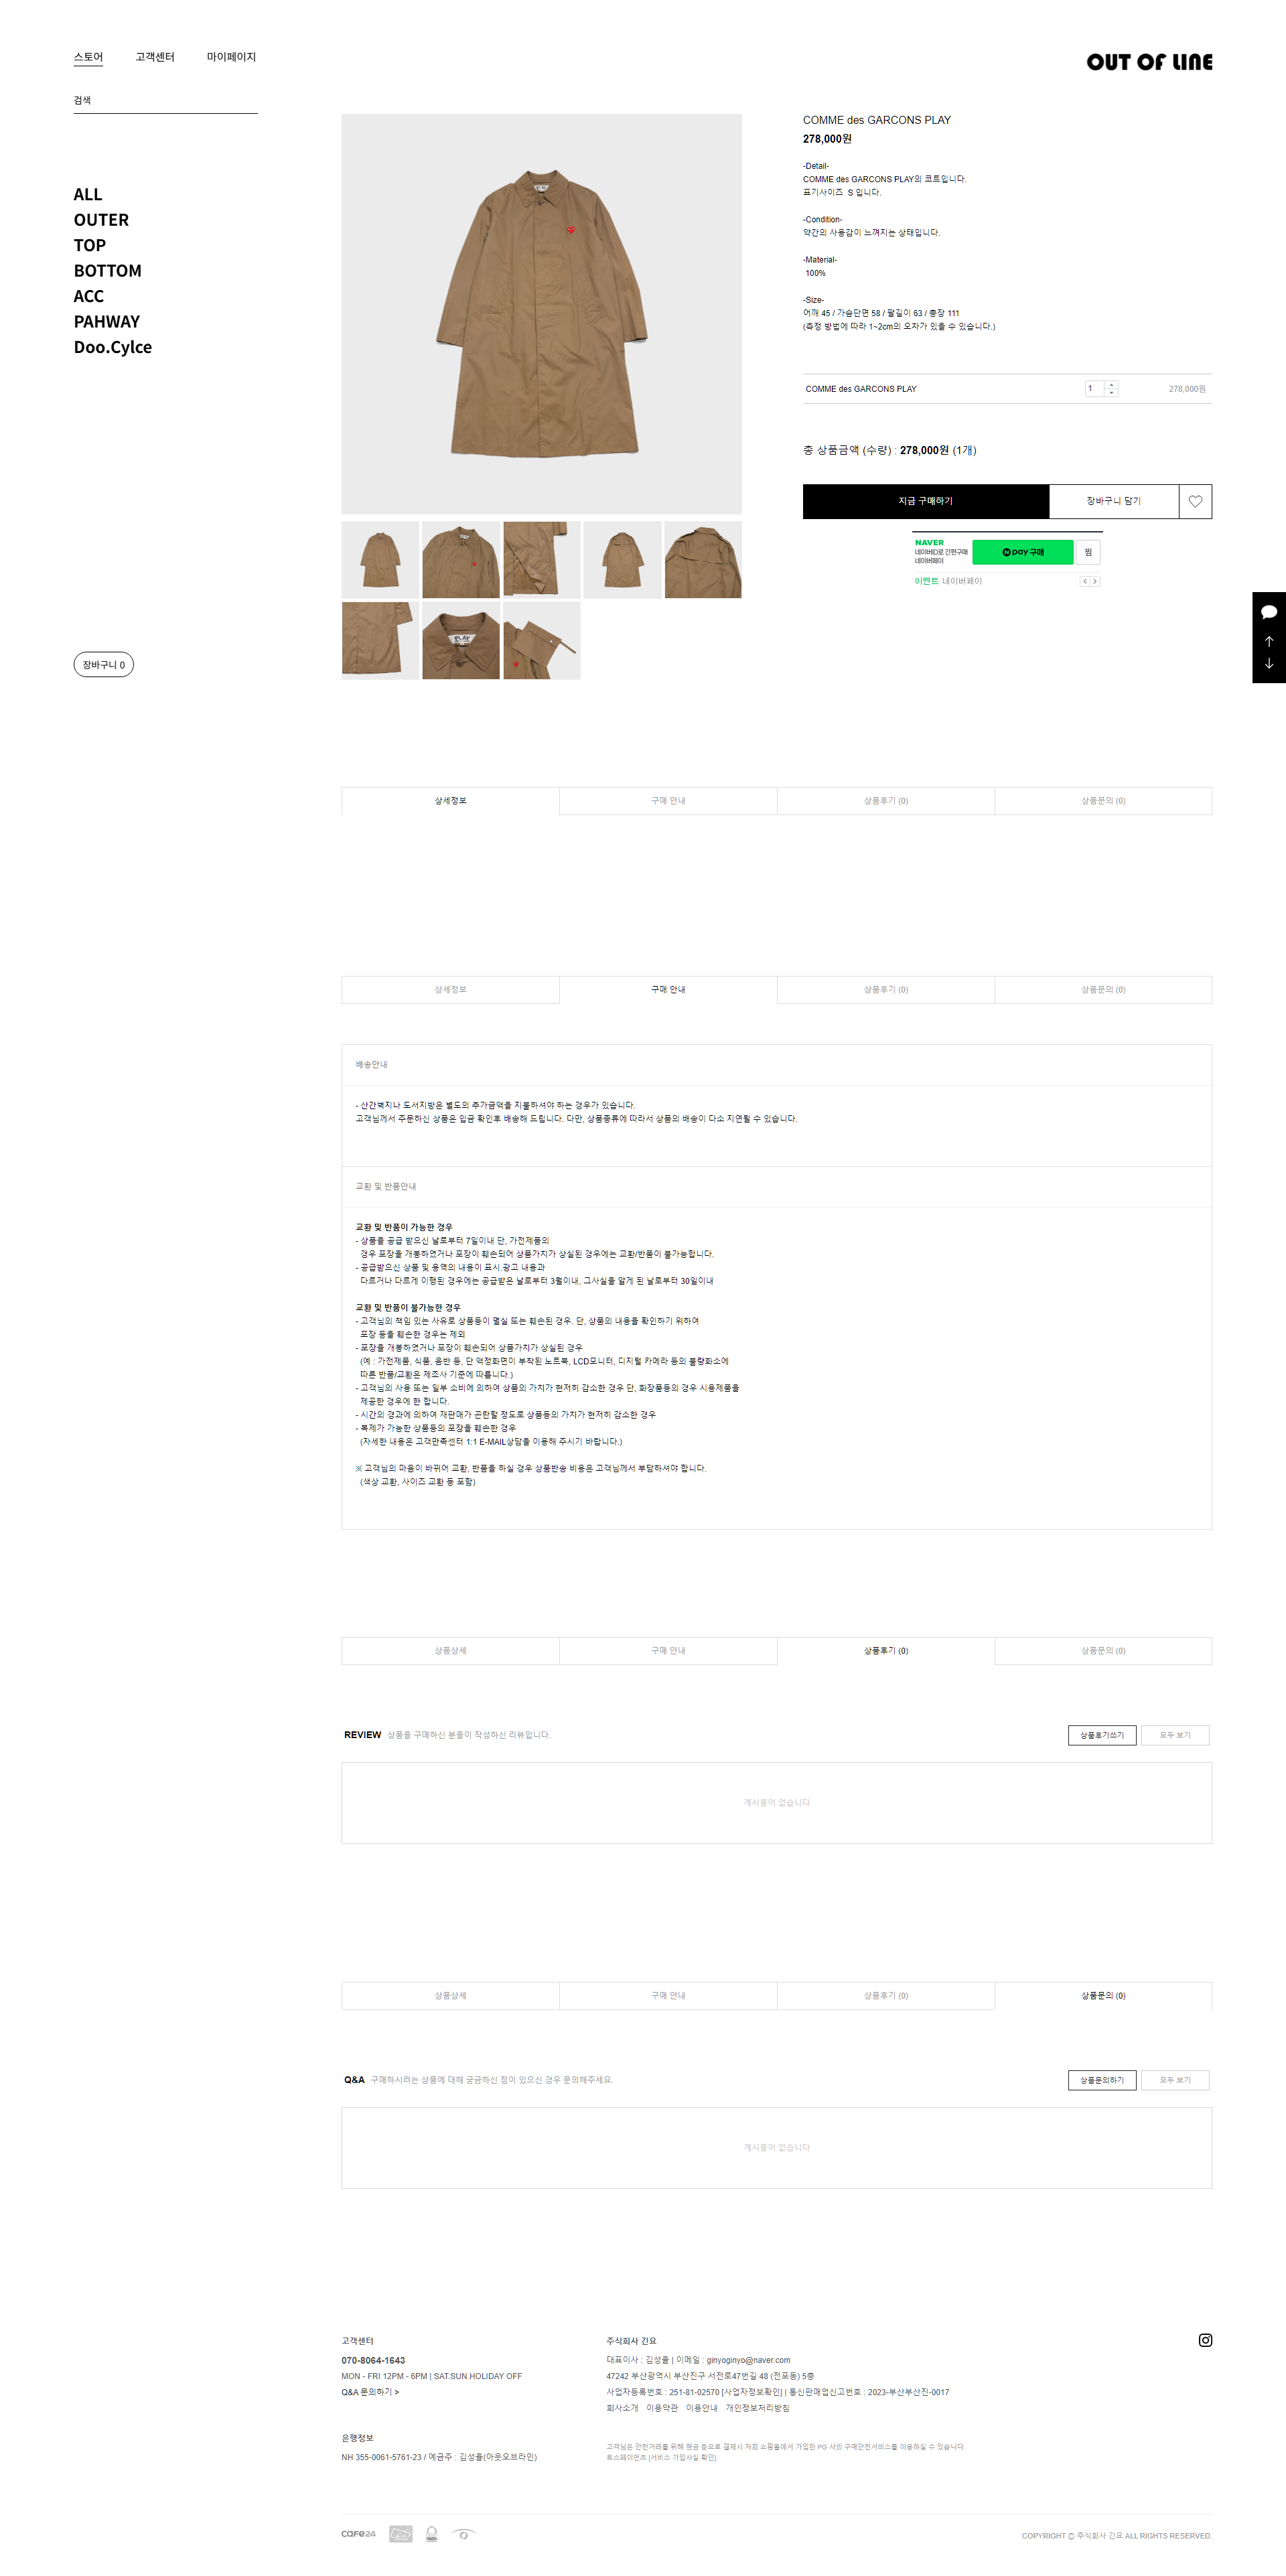 스토어
고객센터
마이페이지
OUT OF LINE
검색
ALL
OUTER
TOP
BOTTOM
ACC
PAHWAY
Doo.Cylce
장바구니 0
COMME des GARCONS PLAY
278,000원
-Detail-
COMME des GARCONS PLAY의 코트입니다.
표기사이즈 S 입니다.
-Condition-
약간의 사용감이 느껴지는 상태입니다.
-Material-
100%
-Size-
어깨 45 / 가슴단면 58 / 팔길이 63 / 총장 111
(측정 방법에 따라 1~2cm의 오차가 있을 수 있습니다.)
COMME des GARCONS PLAY
1
278,000원
총 상품금액 (수량) : 278,000원 (1개)
지금 구매하기
장바구니 담기
NAVER
네이버ID로 간편구매
네이버페이
N pay 구매
찜
이벤트 네이버페이
PLAY
상세정보
구매 안내
상품후기 (0)
상품문의 (0)
상세정보
구매 안내
상품후기 (0)
상품문의 (0)
배송안내
- 산간벽지나 도서지방은 별도의 추가금액을 지불하셔야 하는 경우가 있습니다.
고객님께서 주문하신 상품은 입금 확인후 배송해 드립니다. 다만, 상품종류에 따라서 상품의 배송이 다소 지연될 수 있습니다.
교환 및 반품안내
교환 및 반품이 가능한 경우
- 상품을 공급 받으신 날로부터 7일이내 단, 가전제품의
경우 포장을 개봉하였거나 포장이 훼손되어 상품가치가 상실된 경우에는 교환/반품이 불가능합니다.
- 공급받으신 상품 및 용역의 내용이 표시.광고 내용과
다르거나 다르게 이행된 경우에는 공급받은 날로부터 3월이내, 그사실을 알게 된 날로부터 30일이내
교환 및 반품이 불가능한 경우
- 고객님의 책임 있는 사유로 상품등이 멸실 또는 훼손된 경우. 단, 상품의 내용을 확인하기 위하여
포장 등을 훼손한 경우는 제외
- 포장을 개봉하였거나 포장이 훼손되어 상품가치가 상실된 경우
(예 : 가전제품, 식품, 음반 등, 단 액정화면이 부착된 노트북, LCD모니터, 디지털 카메라 등의 불량화소에
따른 반품/교환은 제조사 기준에 따릅니다.)
- 고객님의 사용 또는 일부 소비에 의하여 상품의 가치가 현저히 감소한 경우 단, 화장품등의 경우 시용제품을
제공한 경우에 한 합니다.
- 시간의 경과에 의하여 재판매가 곤란할 정도로 상품등의 가치가 현저히 감소한 경우
- 복제가 가능한 상품등의 포장을 훼손한 경우
(자세한 내용은 고객만족센터 1:1 E-MAIL상담을 이용해 주시기 바랍니다.)
※ 고객님의 마음이 바뀌어 교환, 반품을 하실 경우 상품반송 비용은 고객님께서 부담하셔야 합니다.
(색상 교환, 사이즈 교환 등 포함)
상품상세
구매 안내
상품후기 (0)
상품문의 (0)
REVIEW 상품을 구매하신 분들이 작성하신 리뷰입니다.
상품후기쓰기
모두 보기
게시물이 없습니다
상품상세
구매 안내
상품후기 (0)
상품문의 (0)
Q&A 구매하시려는 상품에 대해 궁금하신 점이 있으신 경우 문의해주세요.
상품문의하기
모두 보기
게시물이 없습니다
고객센터
070-8064-1643
MON - FRI 12PM - 6PM | SAT.SUN.HOLIDAY OFF
Q&A 문의하기 >
은행정보
NH 355-0061-5761-23 / 예금주 : 김성율(아웃오브라인)
주식회사 긴요
대표이사 : 김성율 | 이메일 : ginyoginyo@naver.com
47242 부산광역시 부산진구 서전로47번길 48 (전포동) 5층
사업자등록번호 : 251-81-02570 [사업자정보확인] | 통신판매업신고번호 : 2023-부산부산진-0017
회사소개 이용약관 이용안내 개인정보처리방침
고객님은 안전거래를 위해 현금 등으로 결제시 저희 쇼핑몰에서 가입한 PG 사의 구매안전서비스를 이용하실 수 있습니다.
토스페이먼츠 [서비스 가입사실 확인]
CAFE24
COPYRIGHT © 주식회사 긴요 ALL RIGHTS RESERVED.